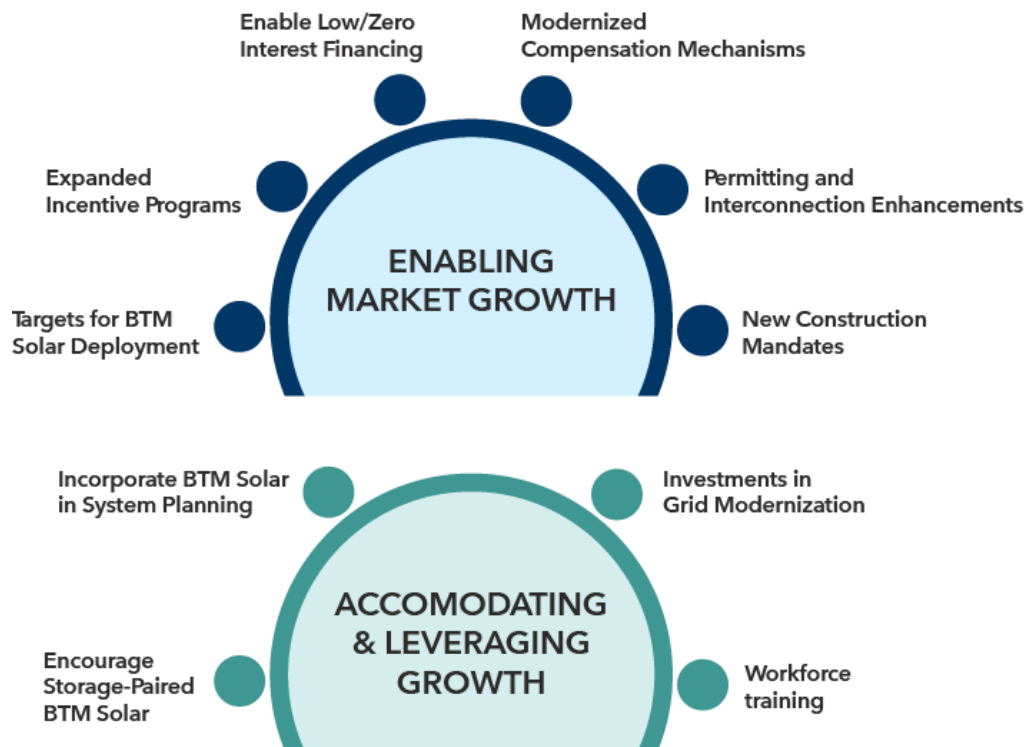 Enable Low/Zero
Interest Financing
Modernized
Compensation Mechanisms
Expanded
Incentive Programs
Permitting and
Interconnection Enhancements
ENABLING
MARKET GROWTH
Targets for BTM
Solar Deployment
New Construction
Mandates
Incorporate BTM Solar
in System Planning
Investments in
Grid Modernization
ACCOMODATING
& LEVERAGING
GROWTH
Encourage
Storage-Paired
BTM Solar
Workforce
training